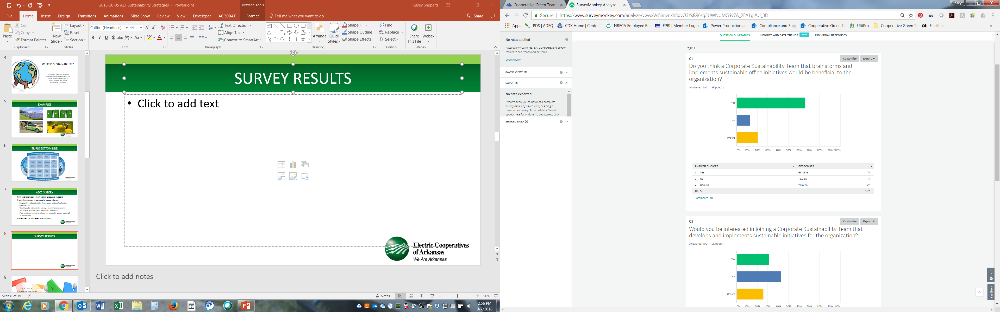 2018-10-05 AEF Sustainability Strategies - PowerPoint
Drawing Tools
Casey Shepard
File Home Insert Design Transitions Animations Slide Show Review View Developer ACROBAT Format Tell me what you want to do Share
Paste
Cut
Copy
Format Painter
Clipboard
New Slide
Layout
Reset
Section
Slides
Calibri (Headings) 44
Font
Text Direction
Align Text
Convert to SmartArt
Paragraph
Arrange
Quick Styles
Shape Fill
Shape Outline
Shape Effects
Drawing
Find
Replace
Select
Editing
Share This File
Webex
Webex
4
WHAT IS SUSTAINABILITY?
5
EXAMPLES
6
TRIPLE BOTTOM LINE
7
AECC'S STORY
• First and foremost – must obtain executive support
• 3-question survey to campus to gauge interest
– Do you think a Sustainability Team would be beneficial to the organization?
– Would you be interested in joining a team that implements sustainable workplace and community initiatives?
– If so, could you commit one hour per month for a team meeting?
• Review results with executive sponsor
8
SURVEY RESULTS
9
BUILDING A
SUSTAINABILITY TEAM
SURVEY RESULTS
• Click to add text
Electric Cooperatives
of Arkansas
We Are Arkansas
Click to add notes
Slide 8 of 19
Notes
90%
2:56 PM
9/7/2018
Cooperative Green Team
SurveyMonkey Analyze -
Casey
Secure https://www.surveymonkey.com/analyze/vwwxVc8imvnkh8dvO3YsR96sg3UWNUMGSy7A_2FA1glAU_3D
Apps PDS | ADEQ CDX Home | Central NRECA Employee Ben EPRI | Member Login Power Production an Compliance and Sup Cooperative Green T UltiPro Cooperative Green T Facilities
QUESTION SUMMARIES
INSIGHTS AND DATA TRENDS NEW!
INDIVIDUAL RESPONSES
No rules applied
Rules allow you to FILTER, COMPARE and SHOW
results to see trends and patterns.
Learn more »
SAVED VIEWS (1)
EXPORTS
No data exported
Exports allow you to download complete
survey data, any saved view, or a single
question summary. Exported data files will
appear here for 14 days. To get started, click
SHARED DATA (1)
Page 1
Q1
Customize Export
Do you think a Corporate Sustainability Team that brainstorms and
implements sustainable office initiatives would be beneficial to the
organization?
Answered: 107 Skipped: 2
Yes
No
Unsure
0% 10% 20% 30% 40% 50% 60% 70% 80% 90% 100%
ANSWER CHOICES RESPONSES
Yes 66.36% 71
No 13.08% 14
Unsure 20.56% 22
TOTAL 107
Comments (11)
Q2
Customize Export
Would you be interested in joining a Corporate Sustainability Team that
develops and implements sustainable initiatives for the organization?
Answered: 108 Skipped: 1
Yes
No
Unsure
0% 10% 20% 30% 40% 50% 60% 70% 80% 90% 100%
Help!
Feedback